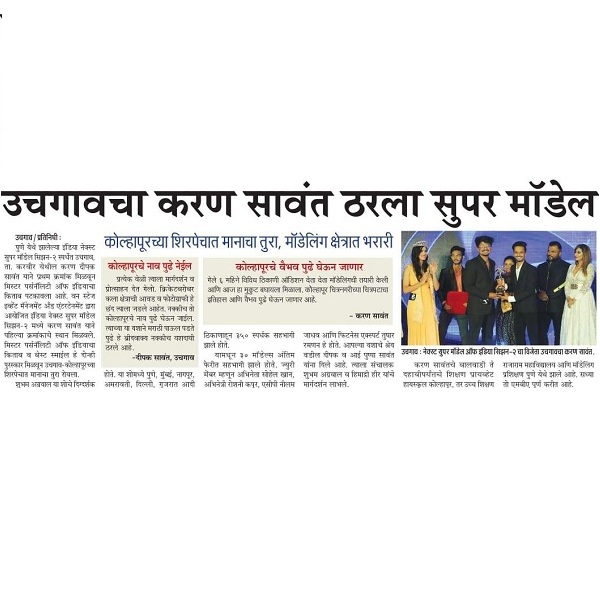 उचगावचा करण सावंत ठरला सुपर मॉडेल
कोल्हापूरच्या शिरपेचात मानाचा तुरा, मॉडेलिंग क्षेत्रात भरारी
उचगाव / प्रतिनिधी :
पुणे येथे झालेल्या इंडिया नेक्स्ट
सुपर मॉडेल सिझन-२ स्पर्धेत उचगाव,
ता. करवीर येथील करण दीपक
सावंत याने प्रथम क्रमांक मिळवून
मिस्टर पर्सनॅलिटी ऑफ इंडियाचा
किताब पटकावला आहे. वन स्टेज
इव्हेंट मॅनेजमेंट अँड एंटरटेनमेंट द्वारा
आयोजित इंडिया नेक्स्ट सुपर मॉडेल
सिझन-२ मध्ये करण सावंत याने
पहिल्या क्रमांकाचे स्थान मिळवले.
मिस्टर पर्सनॅलिटी ऑफ इंडियाचा
किताब व बेस्ट स्माईल हे दोन्ही
पुरस्कार मिळवून उचगाव-कोल्हापूरच्या
शिरपेचात मानाचा तुरा रोवला.
शुभम अग्रवाल या शोचे दिग्दर्शक
कोल्हापूरचे नाव पुढे नेईल
प्रत्येक वेळी त्याला मार्गदर्शन व
प्रोत्साहन देत गेलो. क्रिकेटबरोबर
कला क्षेत्राची आवड व फोटोग्राफी हे
छंद त्याला जडले आहेत. नक्कीच तो
कोल्हापूरचे नाव पुढे घेऊन जाईल.
त्याच्या या यशाने मराठी पाऊल पडते
पुढे हे ब्रीदवाक्य नक्कीच यशदायी
ठरले आहे.
-दीपक सावंत, उचगाव
होते. या शोमध्ये पुणे, मुंबई, नागपूर,
अमरावती, दिल्ली, गुजरात आदी
कोल्हापूरचे वैभव पुढे घेऊन जाणार
गेले ६ महिने विविध ठिकाणी ऑडिशन देता देता मॉडेलिंगची तयारी केली
आणि आज हा मुकुट बघायला मिळाला. कोल्हापूर चित्रनगरीच्या चित्रपटाचा
इतिहास आणि वैभव पुढे घेऊन जाणार आहे.
- करण सावंत
ठिकाणाहून ३५० स्पर्धक सहभागी
झाले होते.
यामधून ३० मॉडेल्स अंतिम
फेरीत सहभागी झाले होते. ज्युरी
मेंबर म्हणून अभिनेता सोहेल खान,
अभिनेत्री रोशनी कपूर, एसीपी नीलम
जाधव आणि फिटनेस एक्स्पर्ट तुषार
रमणन हे होते. आपल्या यशाचे श्रेय
वडील दीपक व आई पुष्पा सावंत
यांना दिले आहे. त्याला संचालक
शुभम अग्रवाल व हिमाद्री हीर यांचे
मार्गदर्शन लाभले.
उचगाव : नेक्स्ट सुपर मॉडेल ऑफ इंडिया सिझन-२ चा विजेता उचगावचा करण सावंत.
करण सावंतचे बालवाडी ते
दहावीपर्यंतचे शिक्षण प्रायव्हेट
हायस्कूल कोल्हापूर, तर उच्च शिक्षण
राजाराम महाविद्यालय आणि मॉडेलिंग
प्रशिक्षण पुणे येथे झाले आहे, सध्या
तो एमबीए पूर्ण करीत आहे.